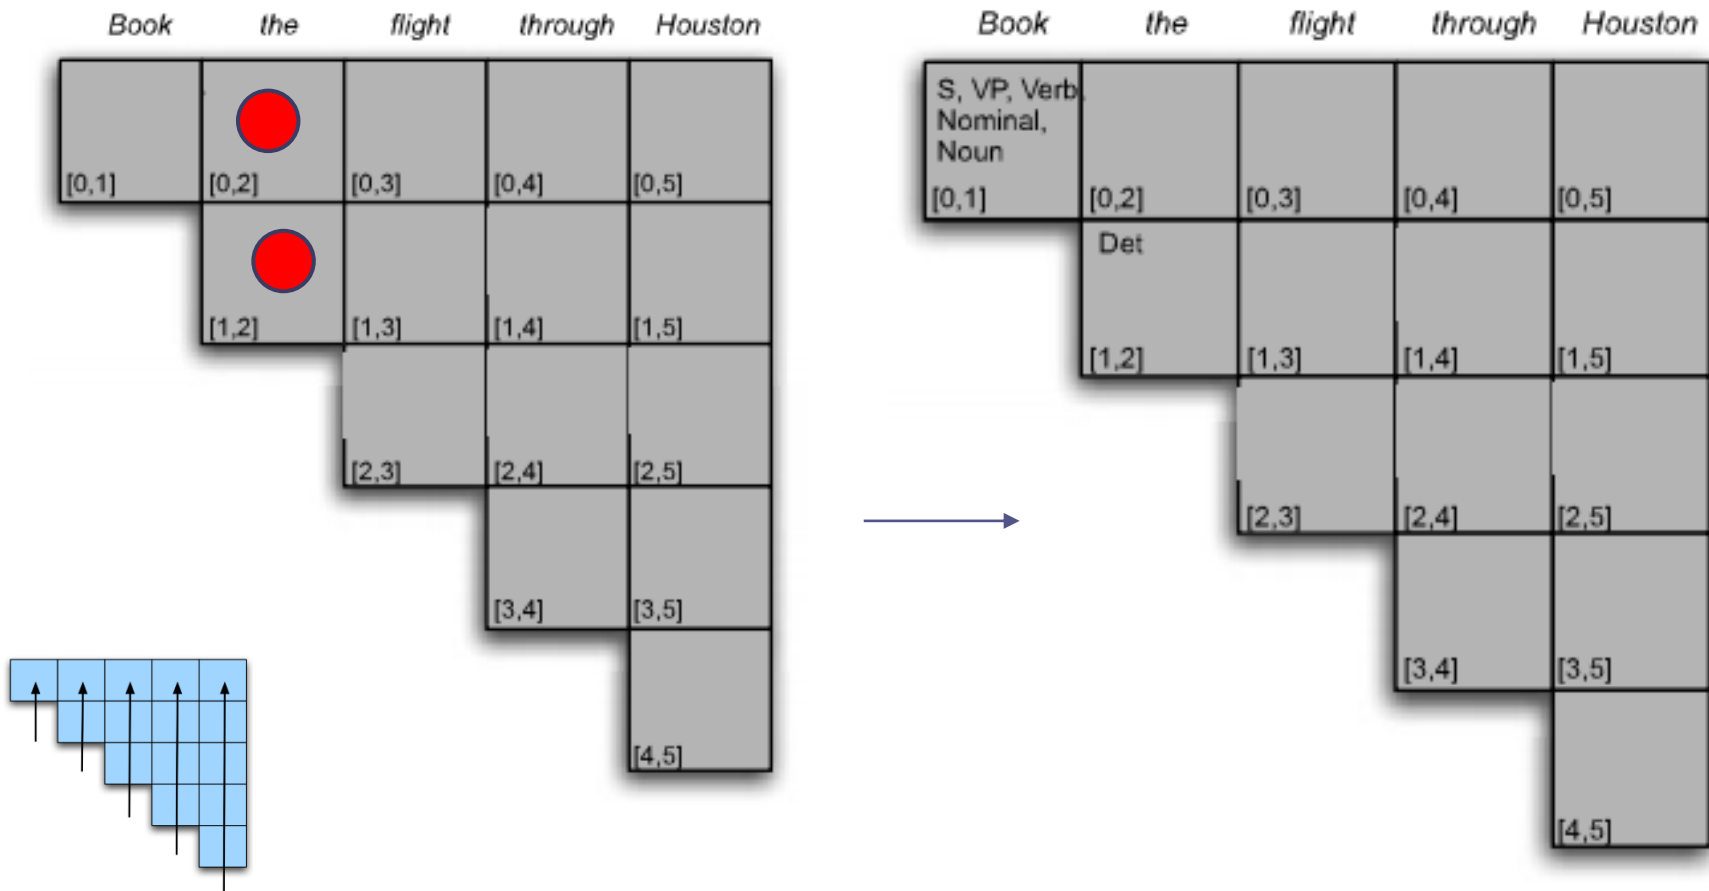 Book the flight through Houston
[0,1] [0,2] [0,3] [0,4] [0,5]
[1,2] [1,3] [1,4] [1,5]
[2,3] [2,4] [2,5]
[3,4] [3,5]
[4,5]
Book the flight through Houston
S, VP, Verb,
Nominal,
Noun
[0,1] [0,2] [0,3] [0,4] [0,5]
Det
[1,2] [1,3] [1,4] [1,5]
[2,3] [2,4] [2,5]
[3,4] [3,5]
[4,5]